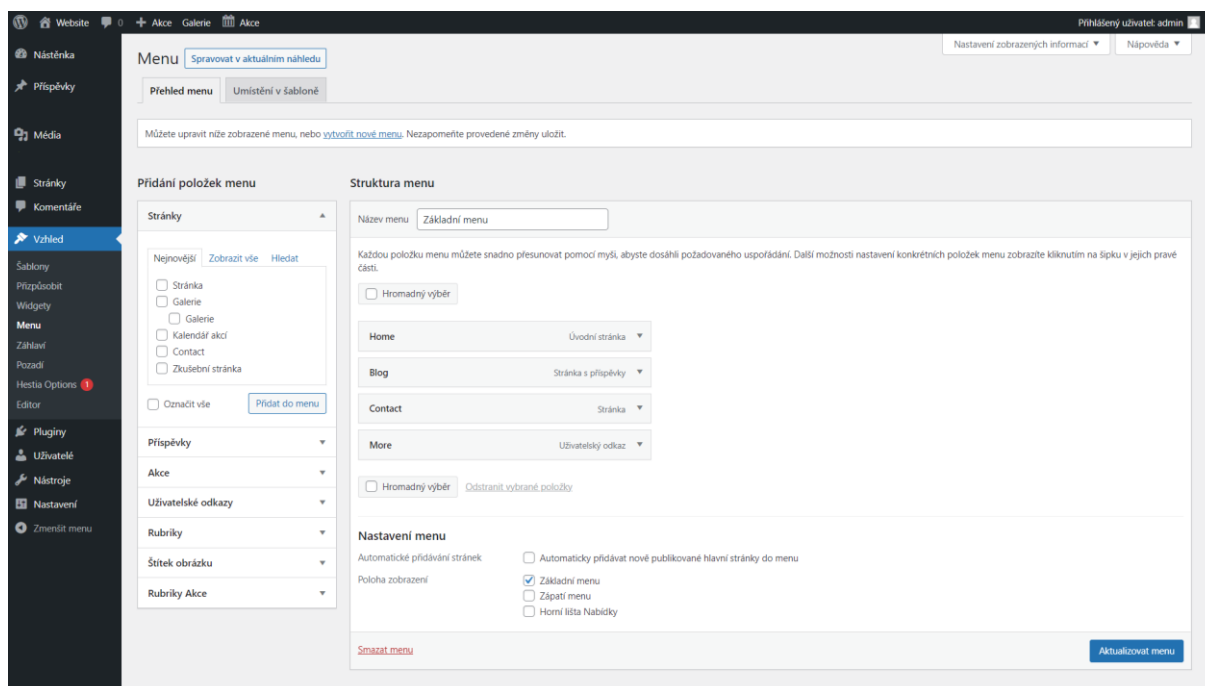 Website 0 + Akce Galerie Akce Přihlášený uživatel: admin
Nástěnka
Příspěvky
Média
Stránky
Komentáře
Vzhled
Šablony
Přizpůsobit
Widgety
Menu
Záhlaví
Pozadí
Hestia Options 1
Editor
Pluginy
Uživatelé
Nástroje
Nastavení
Zmenšit menu
Nastavení zobrazených informací ▼ Nápověda ▼
Menu Spravovat v aktuálním náhledu
Přehled menu Umístění v šabloně
Můžete upravit níže zobrazené menu, nebo vytvořit nové menu. Nezapomeňte provedené změny uložit.
Přidání položek menu
Stránky
Nejnovější Zobrazit vše Hledat
Stránka
Galerie
Galerie
Kalendář akcí
Contact
Zkušební stránka
Označit vše Přidat do menu
Příspěvky
Akce
Uživatelské odkazy
Rubriky
Štítek obrázku
Rubriky Akce
Struktura menu
Název menu Základní menu
Každou položku menu můžete snadno přesunovat pomocí myši, abyste dosáhli požadovaného uspořádání. Další možnosti nastavení konkrétních položek menu zobrazíte kliknutím na šipku v jejich pravé
části.
Hromadný výběr
Home Úvodní stránka
Blog Stránka s příspěvky
Contact Stránka
More Uživatelský odkaz
Hromadný výběr Odstranit vybrané položky
Nastavení menu
Automatické přidávání stránek Automaticky přidávat nově publikované hlavní stránky do menu
Poloha zobrazení Základní menu
Zápatí menu
Horní lišta Nabídky
Smazat menu Aktualizovat menu